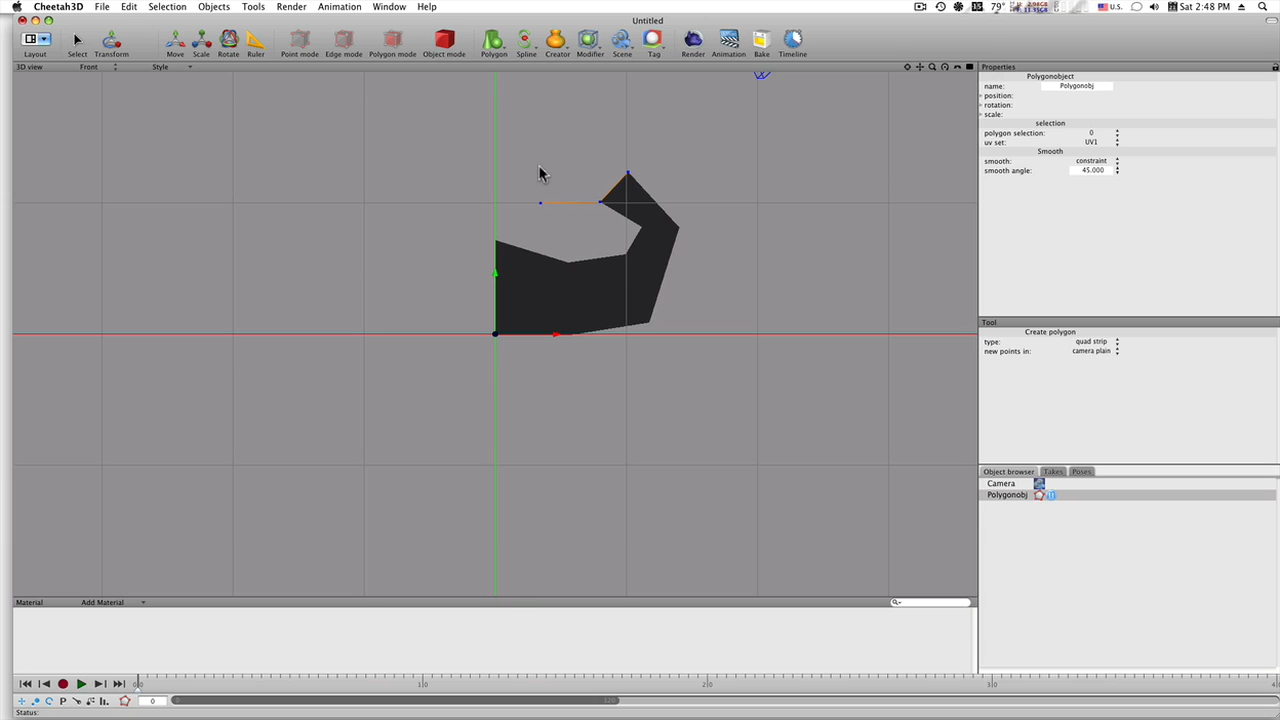 Cheetah3D File Edit Selection Objects Tools Render Animation Window Help 79° U.S. Sat 2:48 PM
Untitled
Layout Select Transform Move Scale Rotate Ruler Point mode Edge mode Polygon mode Object mode Polygon Spline Creator Modifier Scene Tag Render Animation Bake Timeline
3D view Front Style
Properties
Polygonobject
name: Polygonobj
position:
rotation:
scale:
selection
polygon selection: 0
uv set: UV1
Smooth
smooth: constraint
smooth angle: 45.000
Tool
Create polygon
type: quad strip
new points in: camera plain
Object browser Takes Poses
Camera
Polygonobj
Material Add Material
0
Status: